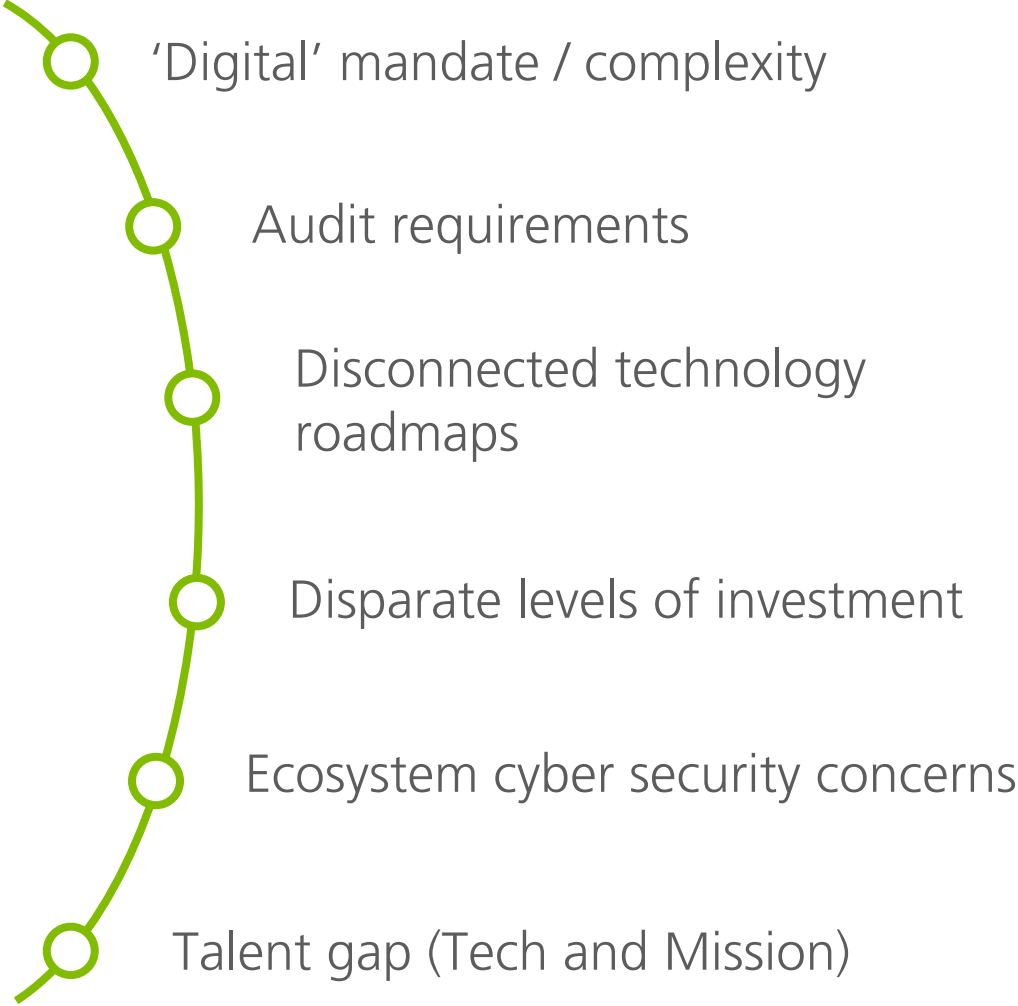 ‘Digital’ mandate / complexity
Audit requirements
Disconnected technology
roadmaps
Disparate levels of investment
Ecosystem cyber security concerns
Talent gap (Tech and Mission)